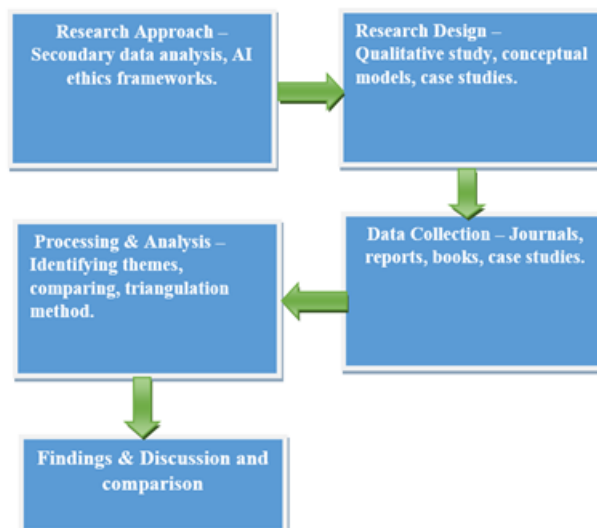 Research Approach –
Secondary data analysis, AI
ethics frameworks.
Research Design –
Qualitative study, conceptual
models, case studies.
Data Collection – Journals,
reports, books, case studies.
Processing & Analysis –
Identifying themes,
comparing, triangulation
method.
Findings & Discussion and
comparison